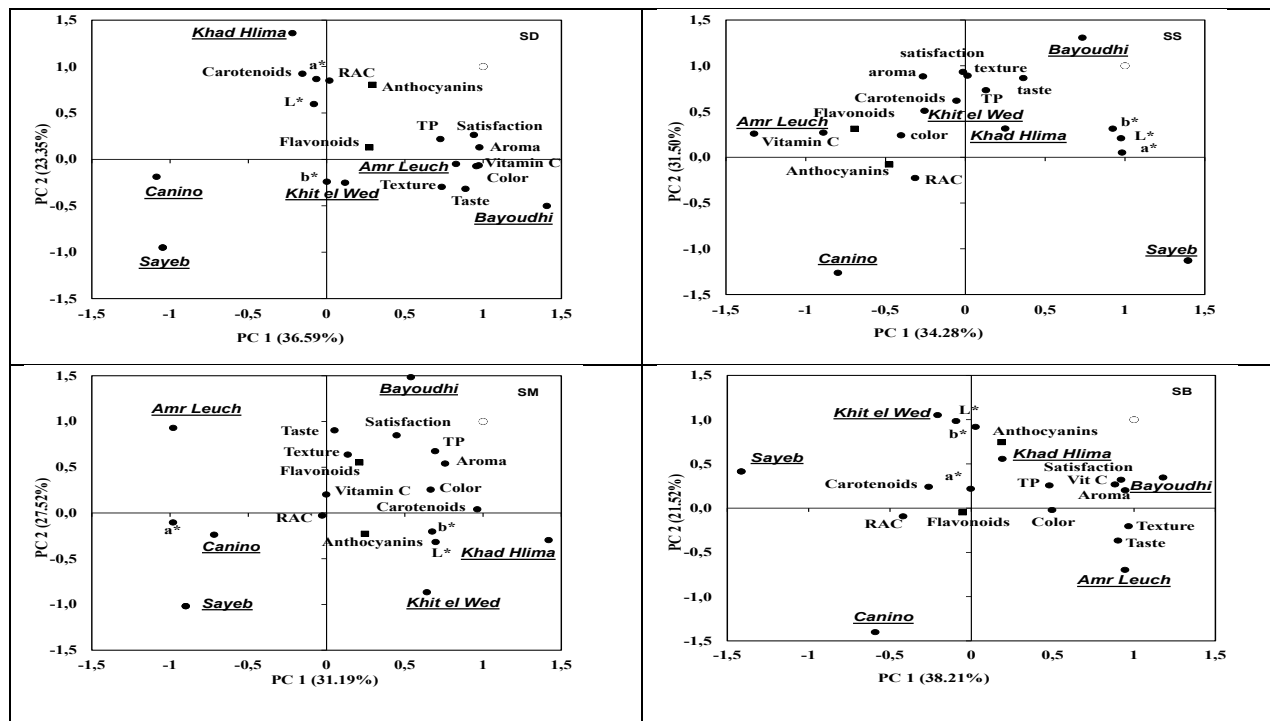 1,5
Khad Hlima
SD
Carotenoids
a*
RAC
1,0
Anthocyanins
L*
0,5
Flavonoids
TP
Satisfaction
Aroma
0,0
Amr Leuch
Vitamin C
Color
Canino
b*
Khit el Wed
Texture
Taste
-0,5
Bayoudhi
Sayeb
-1,0
-1,5
-1,5
-1
-0,5
0
0,5
1
1,5
PC 1 (36.59%)
PC 2 (23.35%)
1,5
Bayoudhi
SS
satisfaction
texture
1,0
aroma
taste
Carotenoids
TP
0,5
Flavonoids
Khit el Wed
Amr Leuch
Vitamin C
color
Khad Hlima
b*
L*
a*
0,0
Anthocyanins
RAC
-0,5
Sayeb
-1,0
Canino
-1,5
-1,5
-1
-0,5
0
0,5
1
1,5
PC 1 (34.28%)
PC 2 (31.50%)
1,5
Bayoudhi
SM
Amr Leuch
1,0
Taste
Satisfaction
Texture
TP
0,5
Flavonoids
Aroma
Vitamin C
Color
Carotenoids
0,0
a*
RAC
b*
Canino
Anthocyanins
L*
Khad Hlima
-0,5
Sayeb
-1,0
Khit el Wed
-1,5
-1,5
-1
-0,5
0
0,5
1
1,5
PC 1 (31.19%)
PC 2 (27.52%)
1,5
SB
Khit el Wed
L*
1,0
b*
Anthocyanins
Sayeb
Khad Hlima
0,5
Carotenoids
a*
TP
Satisfaction
Vit C
Aroma
Bayoudhi
0,0
RAC
Flavonoids
Color
Texture
Taste
-0,5
Amr Leuch
-1,0
Canino
-1,5
-1,5
-1
-0,5
0
0,5
1
1,5
PC 1 (38.21%)
PC 2 (21.52%)